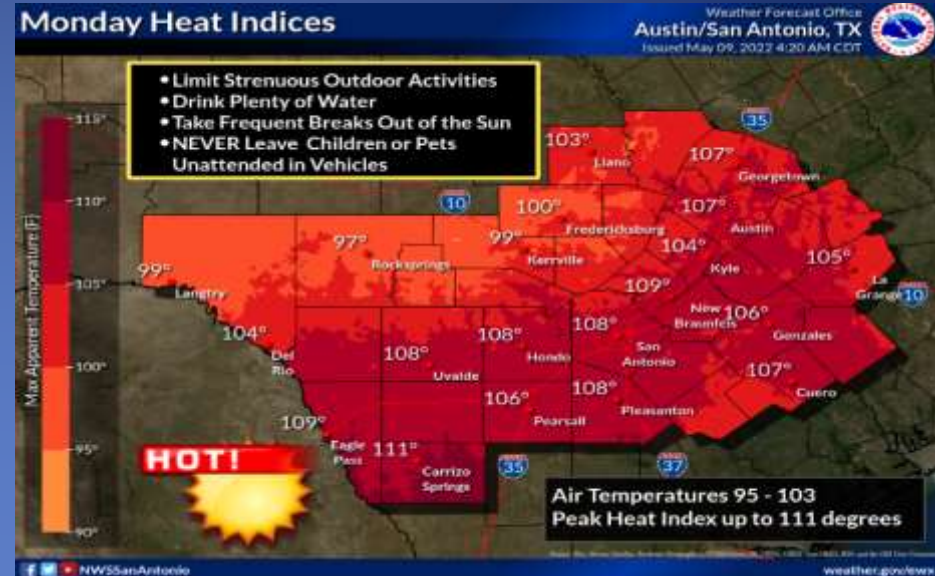 Monday Heat Indices
Weather Forecast Office
Austin/San Antonio, TX
Issued May 09, 2022 4:20 AM CDT
• Limit Strenuous Outdoor Activities
• Drink Plenty of Water
• Take Frequent Breaks Out of the Sun
• NEVER Leave Children or Pets
Unattended in Vehicles
Max Apparent Temperature (F)
115°
110°
105°
100°
95°
90°
35
103°
Llano
107°
Georgetown
10
100°
107°
Fredericksburg
Austin
97°
99°
104°
Rocksprings
Kerrville
Kyle
105°
99°
Langtry
109°
La
Grange
10
104°
108°
108°
New
Braunfels
106°
Gonzales
Del
Rio
108°
Hondo
San
Antonio
Uvalde
107°
106°
108°
Cuero
Pearsall
Pleasanton
109°
Eagle
Pass
111°
Carrizo
Springs
35
37
HOT!
Air Temperatures 95 - 103
Peak Heat Index up to 111 degrees
NWSSanAntonio
weather.gov/ewx